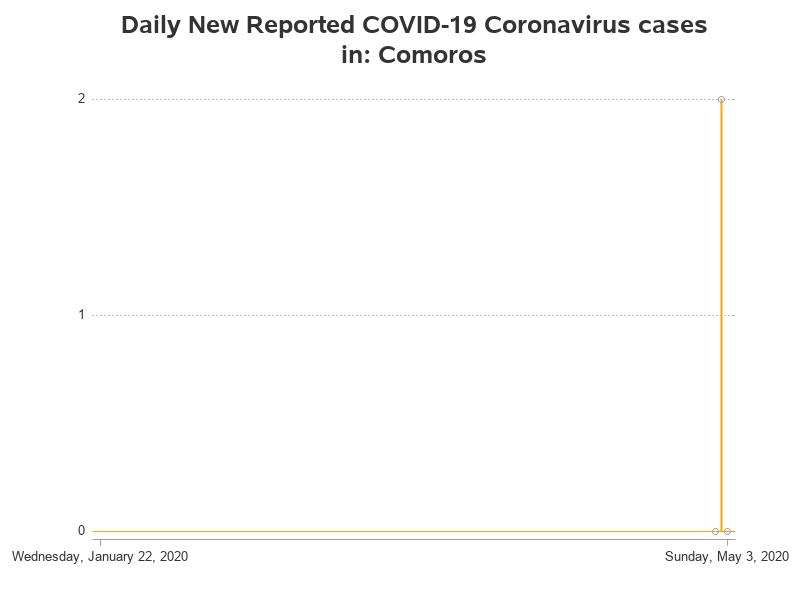 Daily New Reported COVID-19 Coronavirus cases
in: Comoros
2
1
0
Wednesday, January 22, 2020
Sunday, May 3, 2020